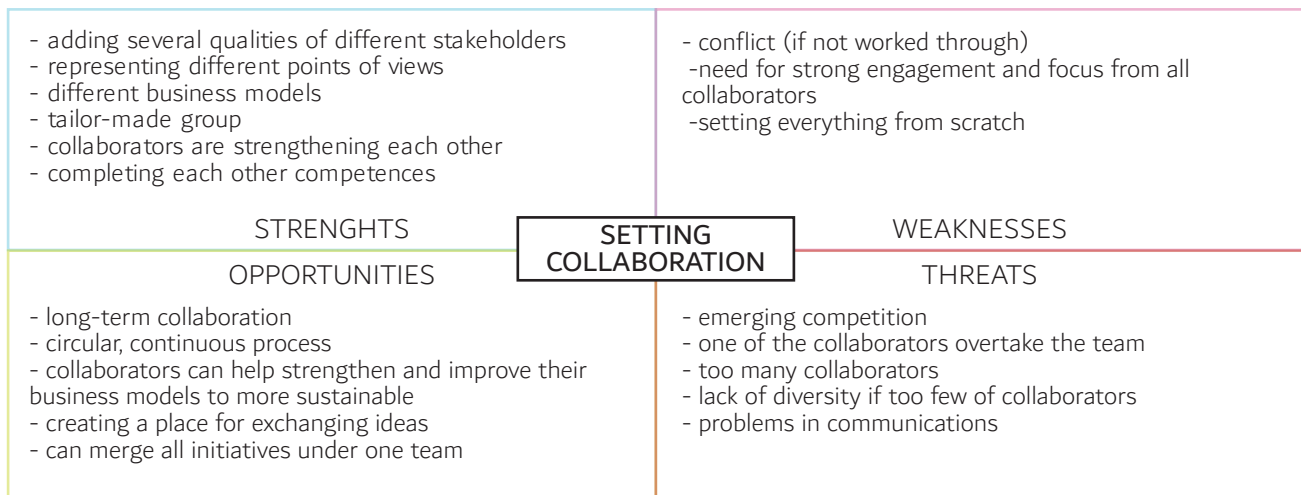 - adding several qualities of different stakeholders
- representing different points of views
- different business models
- tailor-made group
- collaborators are strengthening each other
- completing each other competences
STRENGHTS
- conflict (if not worked through)
-need for strong engagement and focus from all
collaborators
-setting everything from scratch
WEAKNESSES
SETTING
COLLABORATION
OPPORTUNITIES
- long-term collaboration
- circular, continuous process
- collaborators can help strengthen and improve their
business models to more sustainable
- creating a place for exchanging ideas
- can merge all initiatives under one team
THREATS
- emerging competition
- one of the collaborators overtake the team
- too many collaborators
- lack of diversity if too few of collaborators
- problems in communications